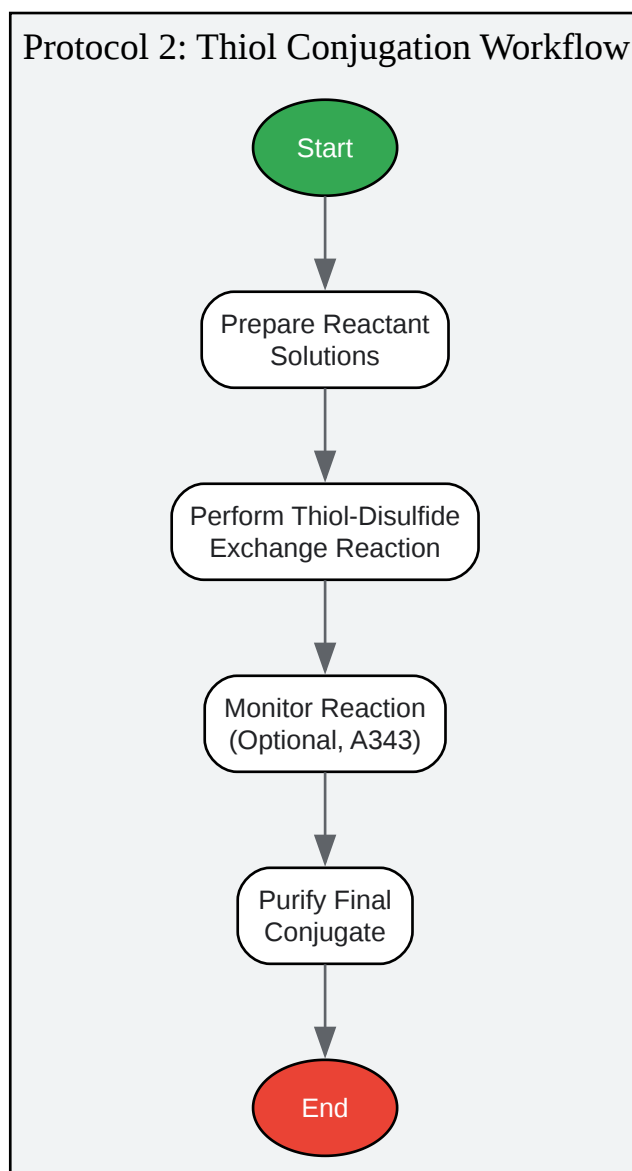 Protocol 2: Thiol Conjugation Workflow
Start
Prepare Reactant
Solutions
Perform Thiol-Disulfide
Exchange Reaction
Monitor Reaction
(Optional, A343)
Purify Final
Conjugate
End